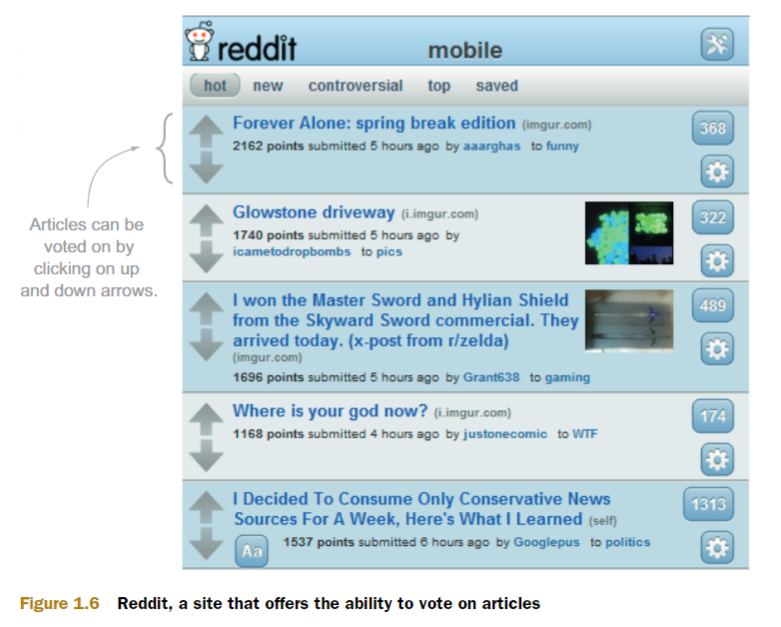 reddit mobile
hot new controversial top saved
Forever Alone: spring break edition (imgur.com)
2162 points submitted 5 hours ago by aaarghas to funny
368
Articles can be
voted on by
clicking on up
and down arrows.
Glowstone driveway (i.imgur.com)
1740 points submitted 5 hours ago by
icametodropbombs to pics
322
I won the Master Sword and Hylian Shield
from the Skyward Sword commercial. They
arrived today. (x-post from r/zelda)
(imgur.com)
1696 points submitted 5 hours ago by Grant638 to gaming
489
Where is your god now? (i.imgur.com)
1168 points submitted 4 hours ago by justonecomic to WTF
174
I Decided To Consume Only Conservative News
Sources For A Week, Here's What I Learned (self)
Aa 1537 points submitted 6 hours ago by Googlepus to politics
1313
Figure 1.6 Reddit, a site that offers the ability to vote on articles